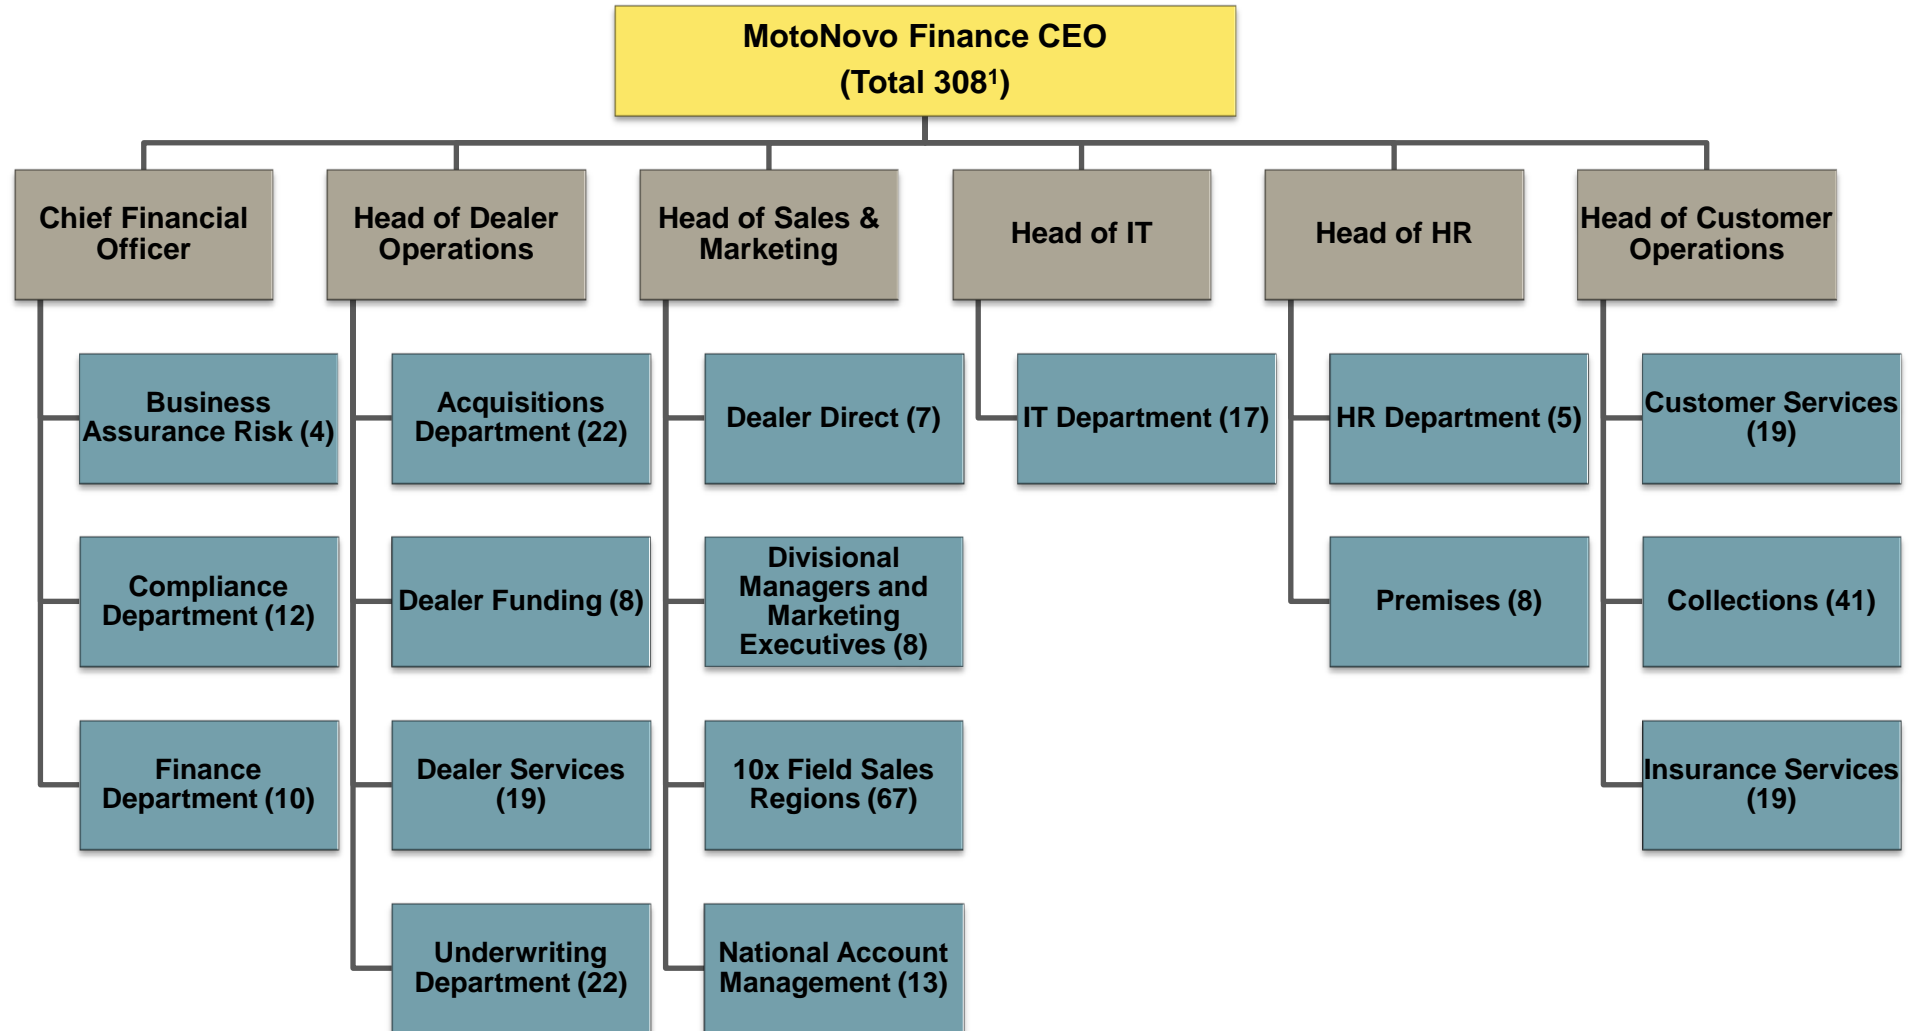 MotoNovo Finance CEO
(Total 308¹)
Chief Financial
Officer
Head of Dealer
Operations
Head of Sales &
Marketing
Head of IT
Head of HR
Head of Customer
Operations
Business
Assurance Risk (4)
Acquisitions
Department (22)
Dealer Direct (7)
IT Department (17)
HR Department (5)
Customer Services
(19)
Compliance
Department (12)
Dealer Funding (8)
Divisional
Managers and
Marketing
Executives (8)
Premises (8)
Collections (41)
Finance
Department (10)
Dealer Services
(19)
10x Field Sales
Regions (67)
Insurance Services
(19)
Underwriting
Department (22)
National Account
Management (13)